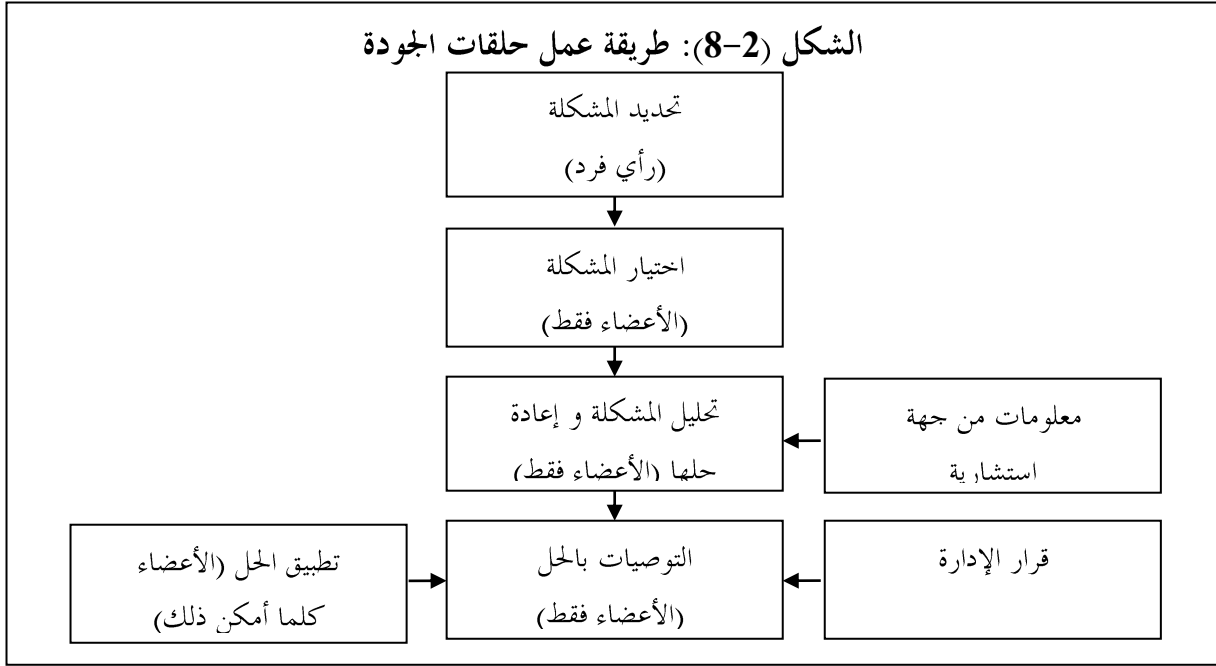 الشكل (2-8): طريقة عمل حلقات الجودة
تحديد المشكلة
(رأي فرد)
اختيار المشكلة
(الأعضاء فقط)
تحليل المشكلة و إعادة
حلها (الأعضاء فقط)
معلومات من جهة
استشارية
قرار الإدارة
التوصيات بالحل
(الأعضاء فقط)
تطبيق الحل (الأعضاء
كلما أمكن ذلك)